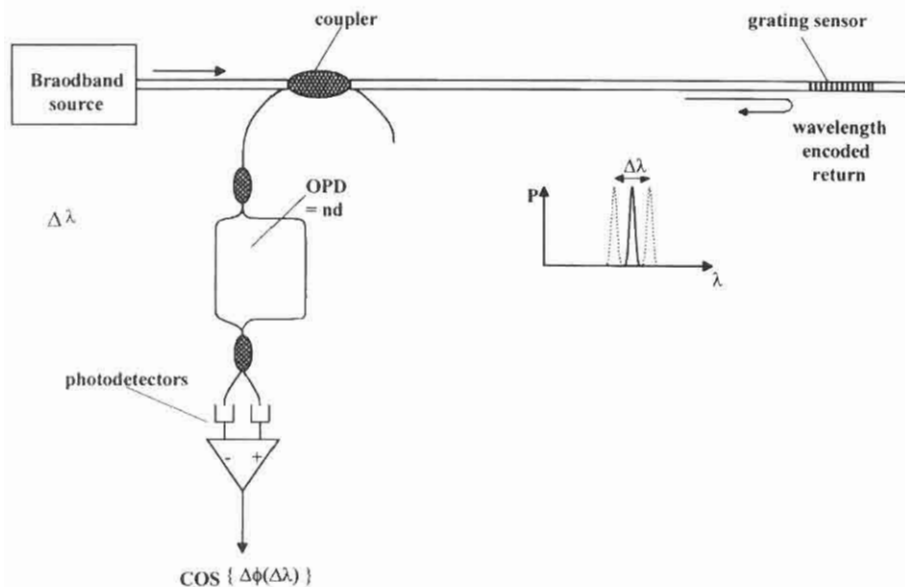 coupler
grating sensor
Braodband
source
wavelength
encoded
return
OPD
= nd
Δλ
P
Δλ
λ
photodetectors
- +
COS { Δϕ(Δλ) }